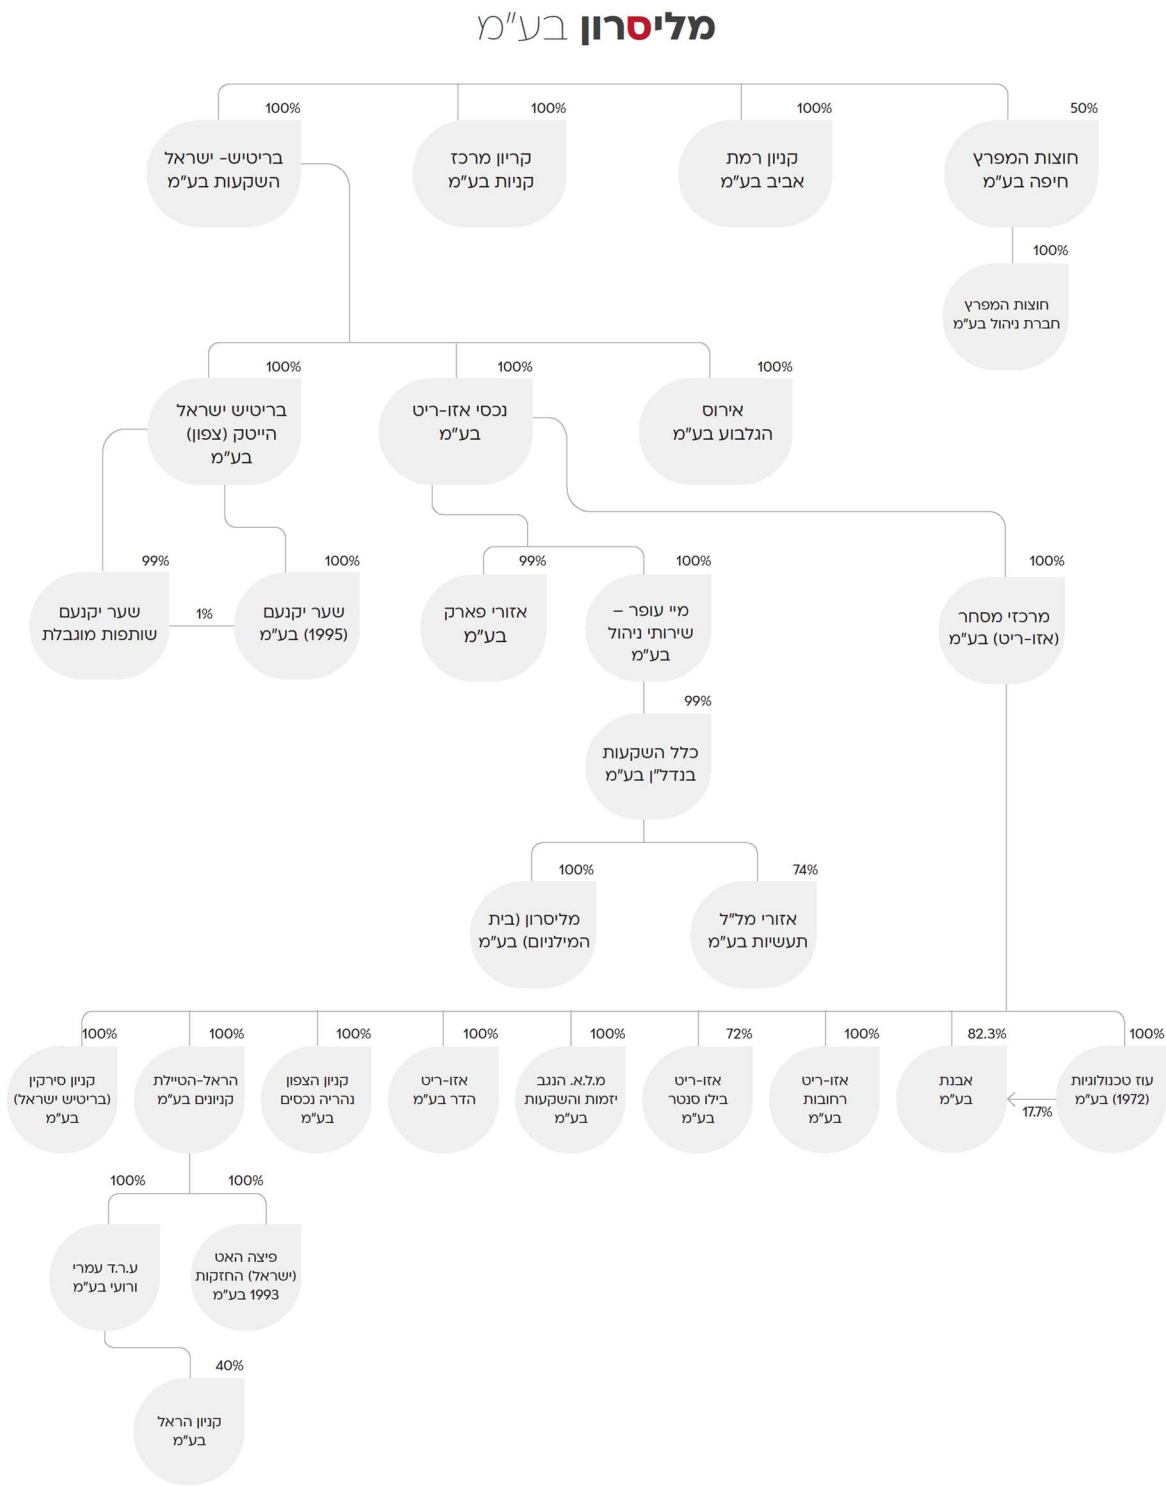 מליסרון בע"מ
50%
חוצות המפרץ
חיפה בע"מ
100%
קניון רמת
אביב בע"מ
100%
קריון מרכז
קניות בע"מ
100%
בריטיש- ישראל
השקעות בע"מ
100%
חוצות המפרץ
חברת ניהול בע"מ
100%
אירוס
הגלבוע בע"מ
100%
נכסי אזו-ריט
בע"מ
100%
בריטיש ישראל
הייטק (צפון)
בע"מ
100%
מרכזי מסחר
(אזו-ריט) בע"מ
100%
מיי עופר –
שירותי ניהול
בע"מ
99%
אזורי פארק
בע"מ
100%
שער יקנעם
(1995) בע"מ
1%
99%
שער יקנעם
שותפות מוגבלת
99%
כלל השקעות
בנדל"ן בע"מ
74%
אזורי מל"ל
תעשיות בע"מ
100%
מליסרון (בית
המילניום) בע"מ
100%
עוז טכנולוגיות
(1972) בע"מ
17.7%
82.3%
אבנת
בע"מ
100%
אזו-ריט
רחובות
בע"מ
72%
אזו-ריט
בילו סנטר
בע"מ
100%
מ.ל.א. הנגב
יזמות והשקעות
בע"מ
100%
אזו-ריט
הדר בע"מ
100%
קניון הצפון
נהריה נכסים
בע"מ
100%
הראל-הטיילת
קניונים בע"מ
100%
קניון סירקין
(בריטיש ישראל)
בע"מ
100%
פיצה האט
(ישראל) החזקות
1993 בע"מ
100%
ע.ר.ד עמרי
ורועי בע"מ
40%
קניון הראל
בע"מ